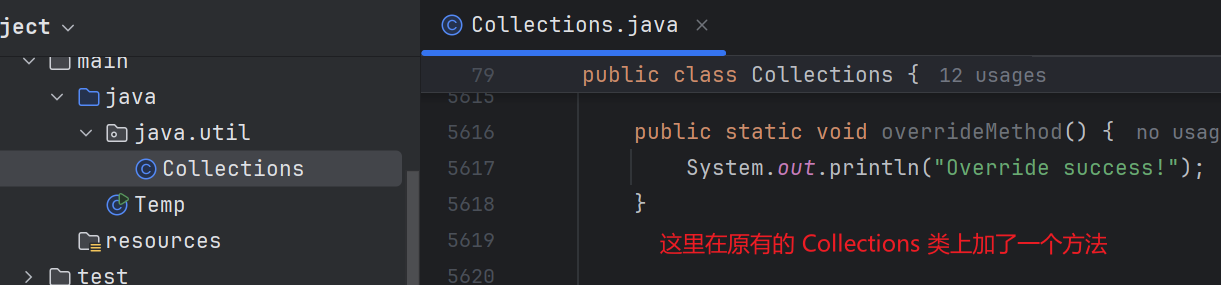 ject
main
java
java.util
Collections
Temp
resources
test
Collections.java
79 public class Collections { 12 usages
5615
5616 public static void overrideMethod() { no usag
5617 System.out.println("Override success!");
5618 }
5619 这里在原有的 Collections 类上加了一个方法
5620